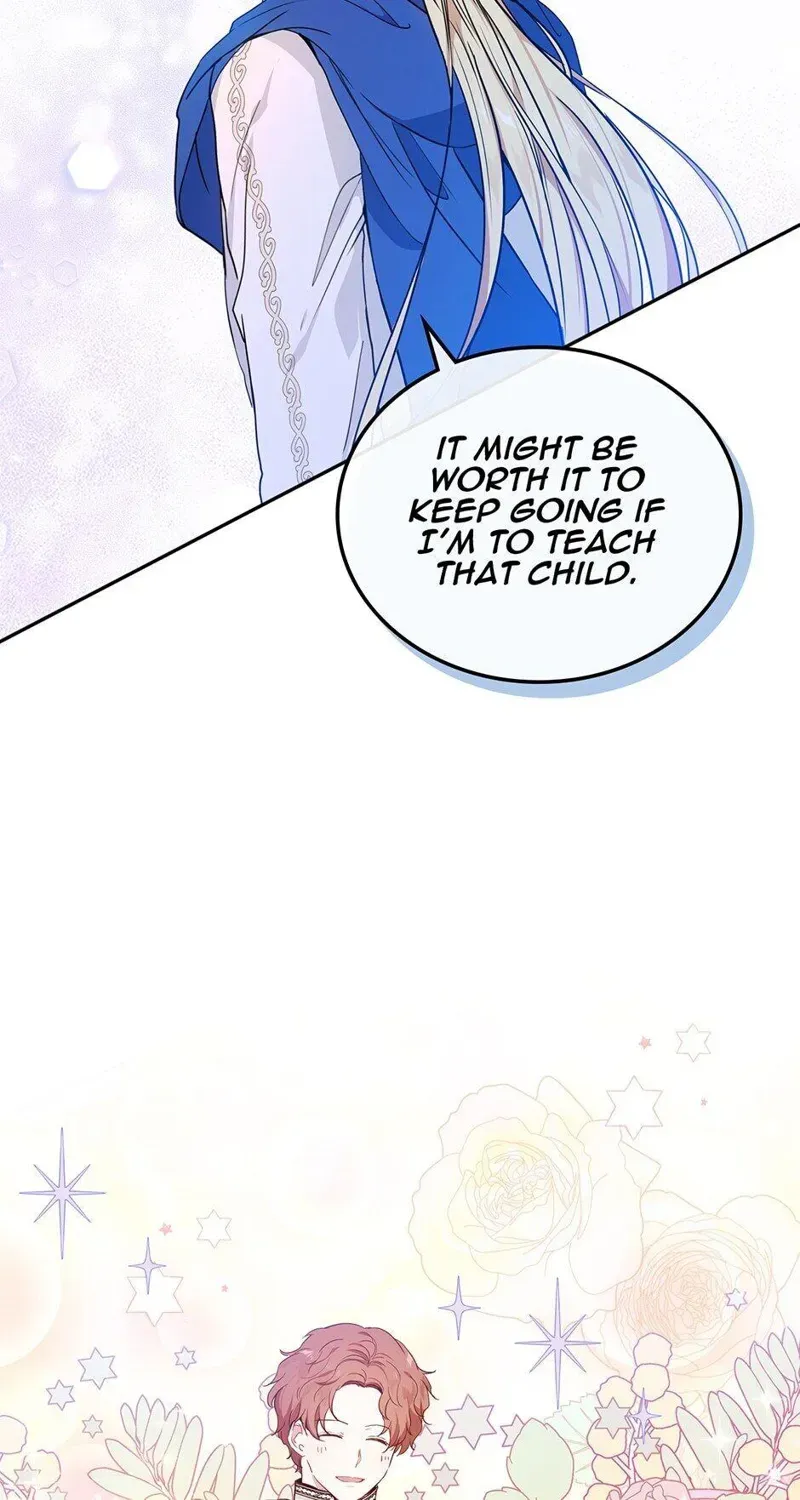 IT MIGHT BE
WORTH IT TO
KEEP GOING IF
I'M TO TEACH
THAT CHILD.